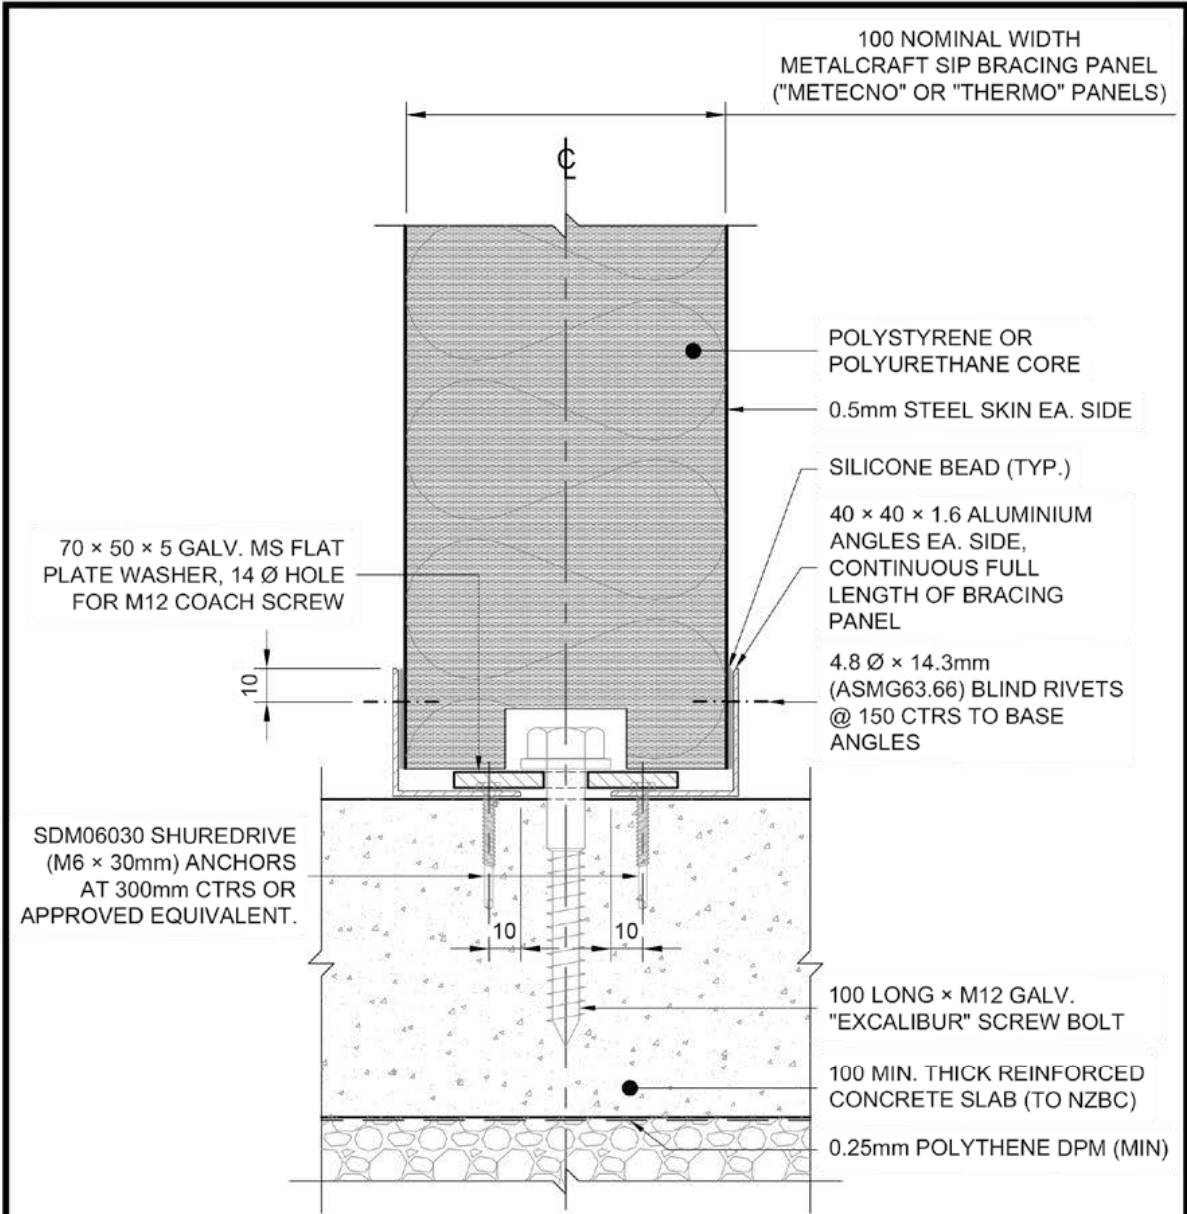 100 NOMINAL WIDTH
METALCRAFT SIP BRACING PANEL
("METECNO" OR "THERMO" PANELS)
℄
POLYSTYRENE OR
POLYURETHANE CORE
0.5mm STEEL SKIN EA. SIDE
SILICONE BEAD (TYP.)
40 × 40 × 1.6 ALUMINIUM
ANGLES EA. SIDE,
CONTINUOUS FULL
LENGTH OF BRACING
PANEL
70 × 50 × 5 GALV. MS FLAT
PLATE WASHER, 14 Ø HOLE
FOR M12 COACH SCREW
10
4.8 Ø × 14.3mm
(ASMG63.66) BLIND RIVETS
@ 150 CTRS TO BASE
ANGLES
SDM06030 SHUREDRIVE
(M6 × 30mm) ANCHORS
AT 300mm CTRS OR
APPROVED EQUIVALENT.
10
10
100 LONG × M12 GALV.
"EXCALIBUR" SCREW BOLT
100 MIN. THICK REINFORCED
CONCRETE SLAB (TO NZBC)
0.25mm POLYTHENE DPM (MIN)